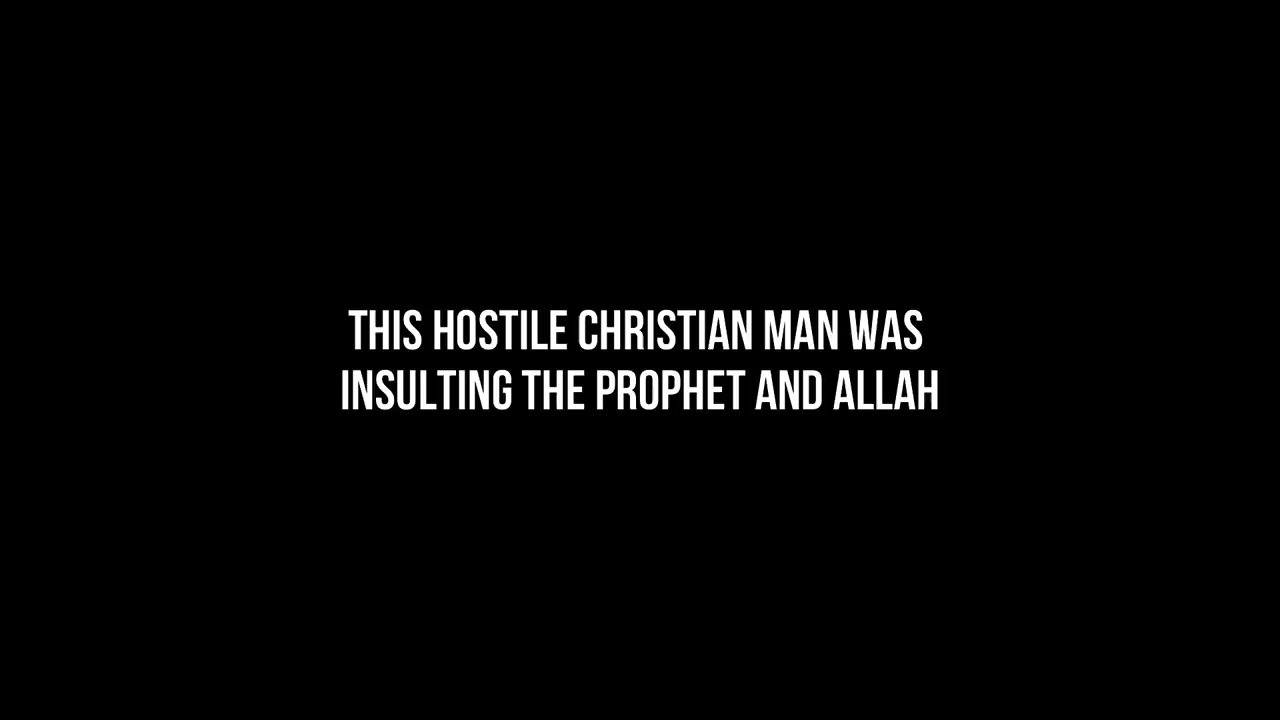 THIS HOSTILE CHRISTIAN MAN WAS
INSULTING THE PROPHET AND ALLAH